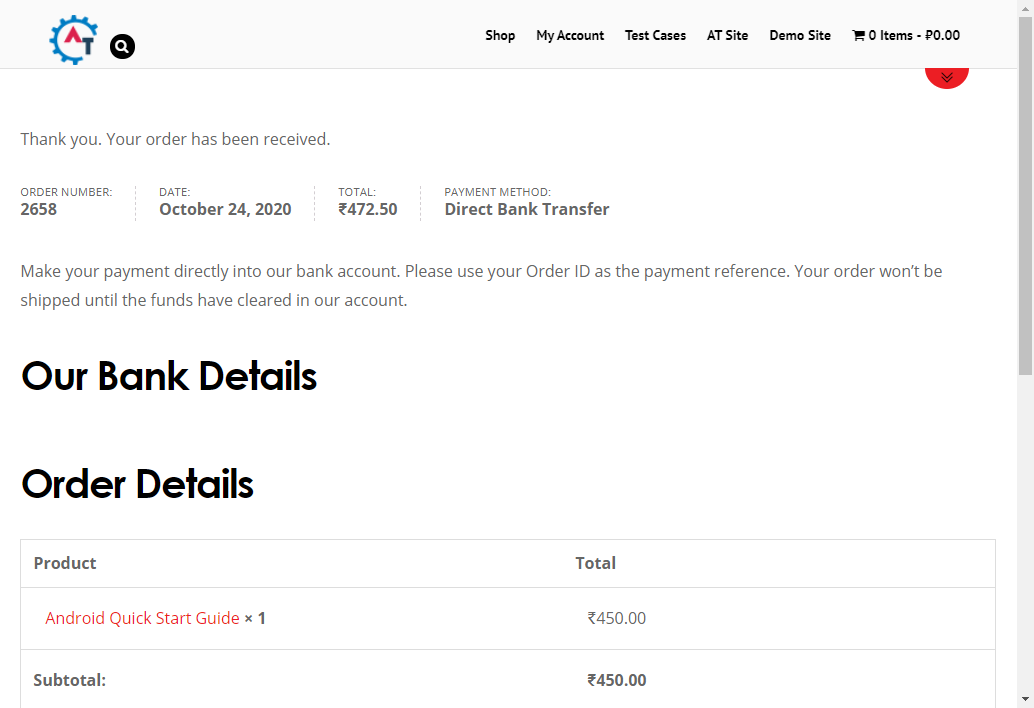 AT
Shop My Account Test Cases AT Site Demo Site 0 Items - ₽0.00
Thank you. Your order has been received.
ORDER NUMBER: DATE: TOTAL: PAYMENT METHOD:
2658 October 24, 2020 ₹472.50 Direct Bank Transfer
Make your payment directly into our bank account. Please use your Order ID as the payment reference. Your order won’t be
shipped until the funds have cleared in our account.
Our Bank Details
Order Details
Product Total
Android Quick Start Guide × 1 ₹450.00
Subtotal: ₹450.00